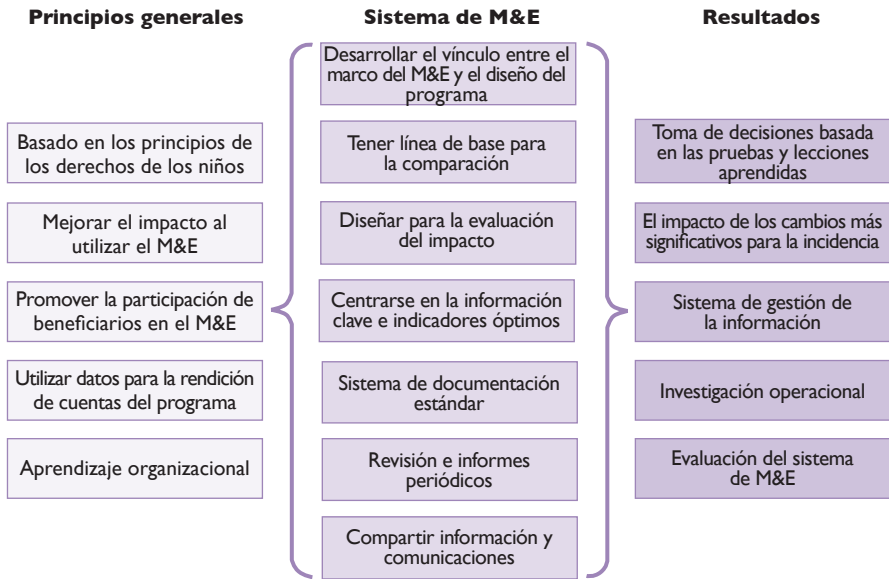 Principios generales
Basado en los principios de
los derechos de los niños
Mejorar el impacto al
utilizar el M&E
Promover la participación de
beneficiarios en el M&E
Utilizar datos para la rendición
de cuentas del programa
Aprendizaje organizacional
Sistema de M&E
Desarrollar el vínculo entre el
marco del M&E y el diseño del
programa
Tener línea de base para
la comparación
Diseñar para la evaluación
del impacto
Centrarse en la información
clave e indicadores óptimos
Sistema de documentación
estándar
Revisión e informes
periódicos
Compartir información y
comunicaciones
Resultados
Toma de decisiones basada
en las pruebas y lecciones
aprendidas
El impacto de los cambios más
significativos para la incidencia
Sistema de gestión de
la información
Investigación operacional
Evaluación del sistema
de M&E